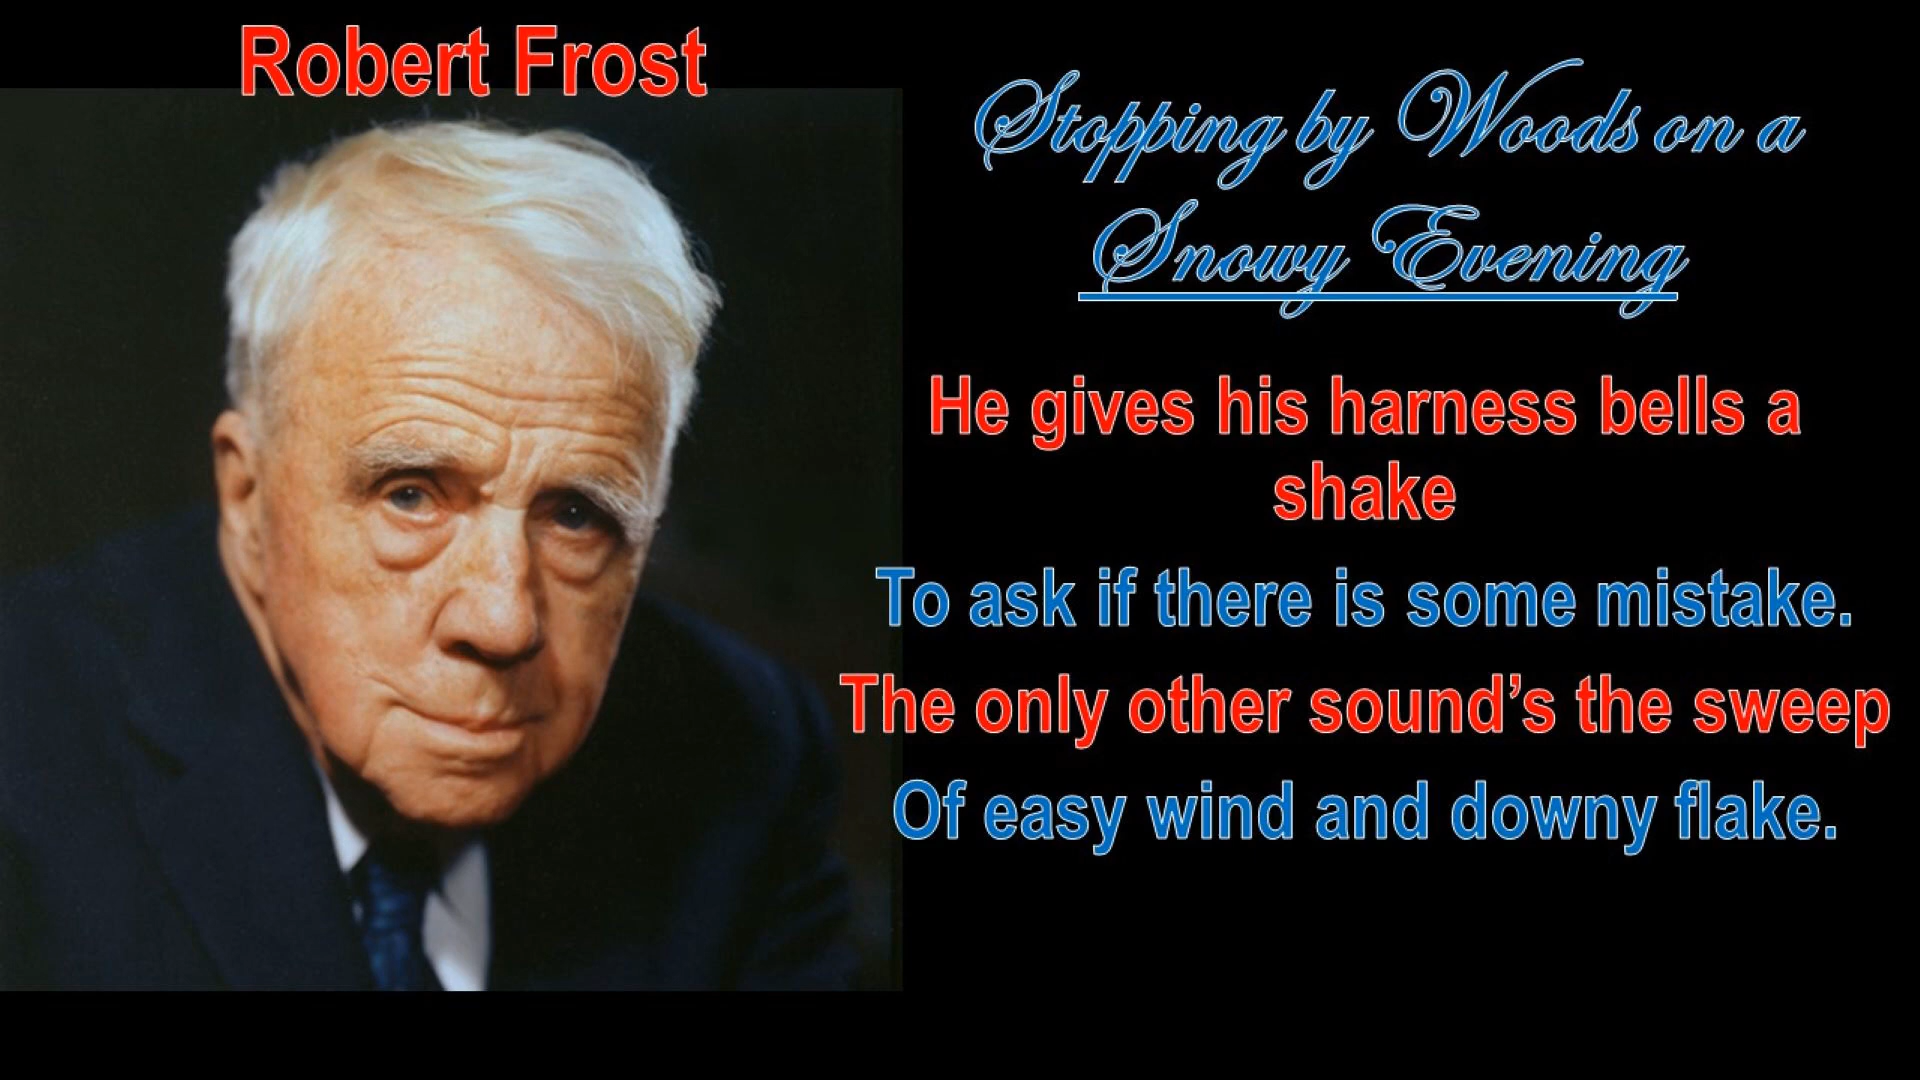 Robert Frost
Stopping by Woods on a
Snowy Evening
He gives his harness bells a
shake
To ask if there is some mistake.
The only other sound’s the sweep
Of easy wind and downy flake.